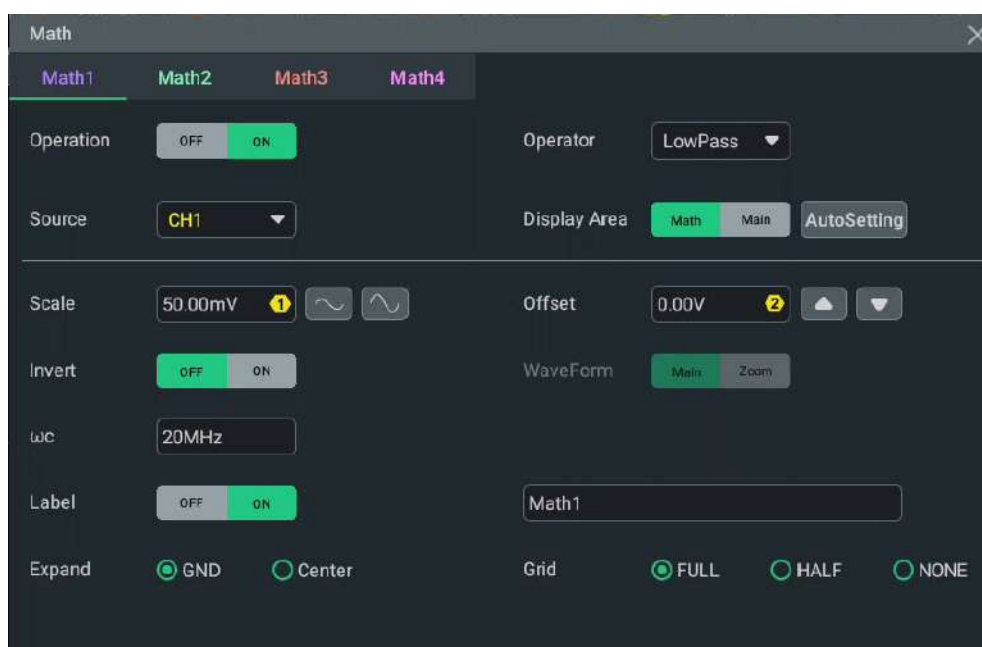 Math
Math1 Math2 Math3 Math4
Operation OFF ON Operator LowPass
Source CH1 Display Area Math Main AutoSetting
Scale 50.00mV 1 Offset 0.00V 2
Invert OFF ON WaveForm Main Zoom
ωc 20MHz
Label OFF ON Math1
Expand GND Center Grid FULL HALF NONE